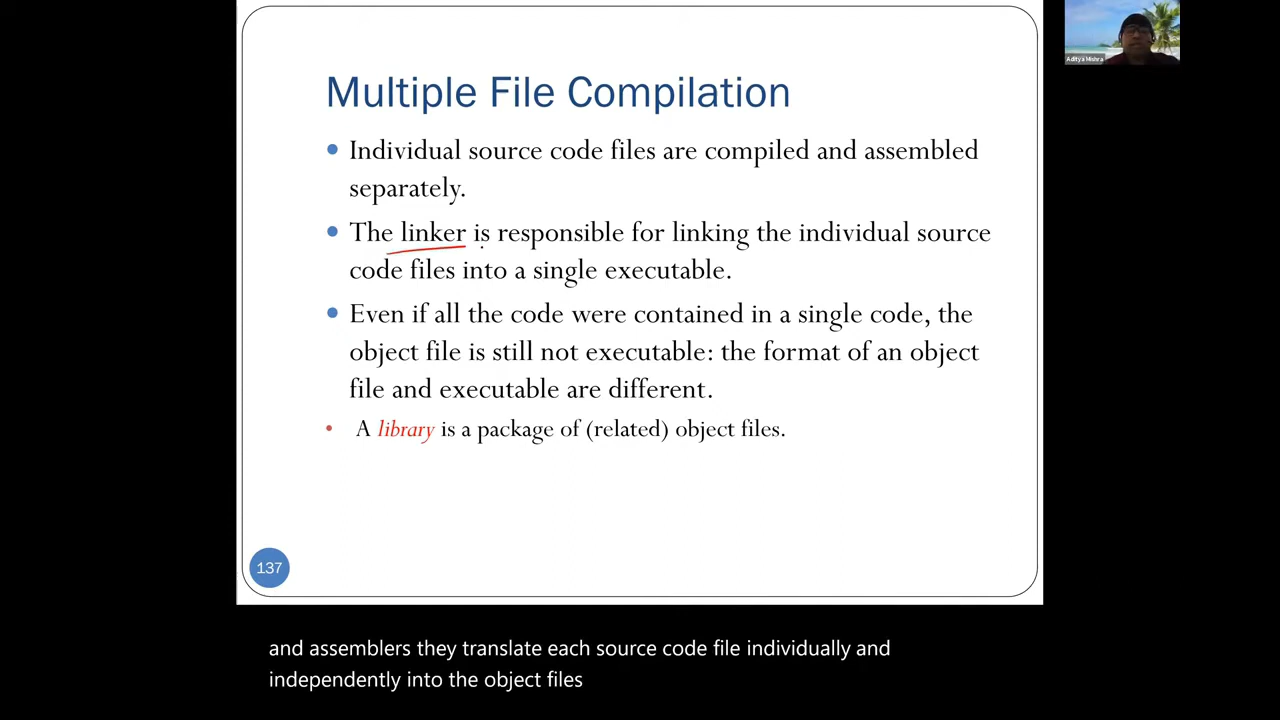 Aditya Mishra
Multiple File Compilation
• Individual source code files are compiled and assembled
separately.
• The linker is responsible for linking the individual source
code files into a single executable.
• Even if all the code were contained in a single code, the
object file is still not executable: the format of an object
file and executable are different.
• A library is a package of (related) object files.
137
and assemblers they translate each source code file individually and
independently into the object files